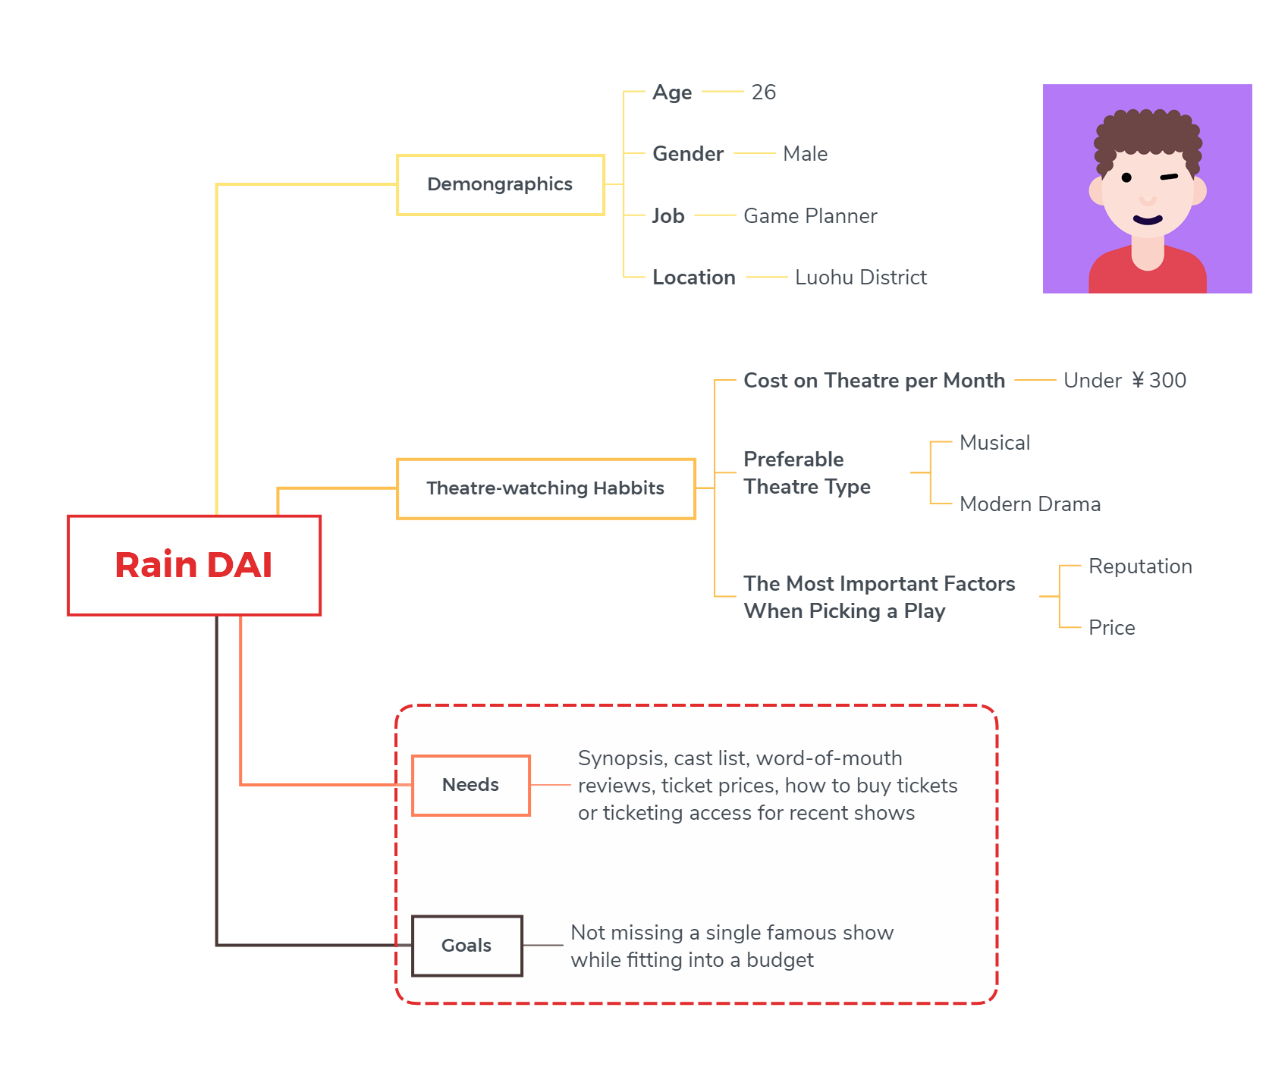 Age
26
Gender
Male
Demongraphics
Job
Game Planner
Location
Luohu District
Cost on Theatre per Month
Under ¥ 300
Preferable
Theatre Type
Musical
Modern Drama
Theatre-watching Habbits
The Most Important Factors
When Picking a Play
Reputation
Price
Rain DAI
Needs
Synopsis, cast list, word-of-mouth
reviews, ticket prices, how to buy tickets
or ticketing access for recent shows
Goals
Not missing a single famous show
while fitting into a budget